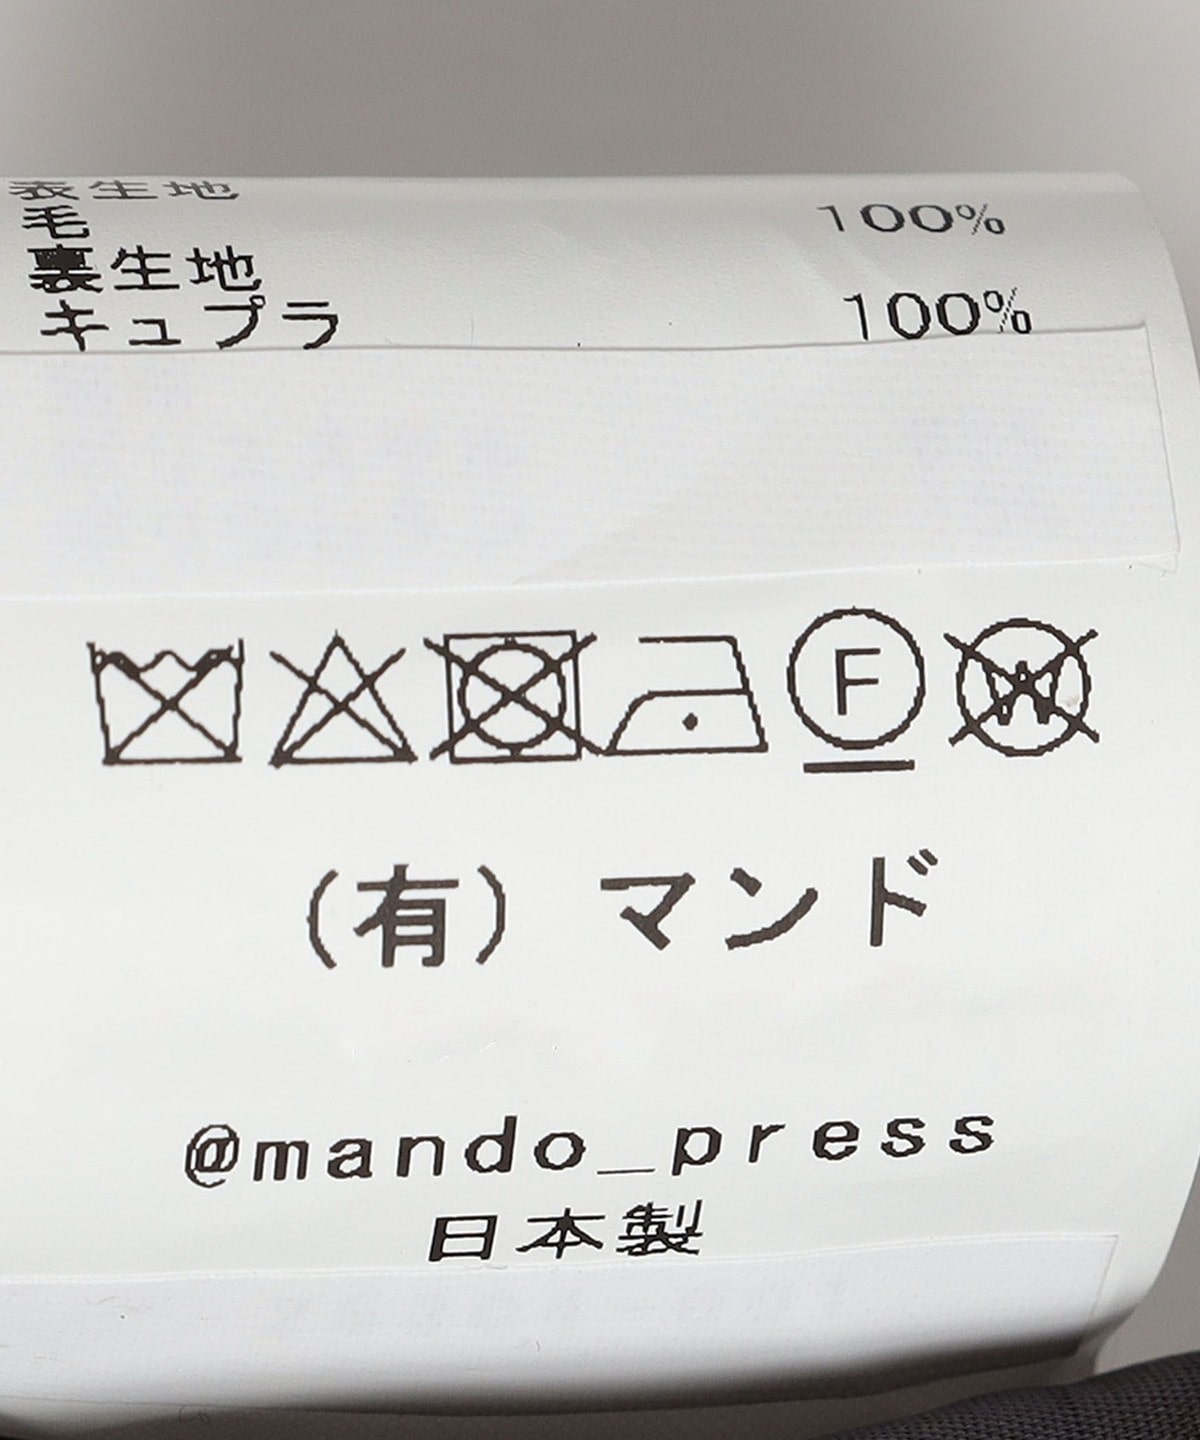 表生地
毛 100%
裏生地
キュプラ 100%
F W
(有) マンド
@mando_press
日本製